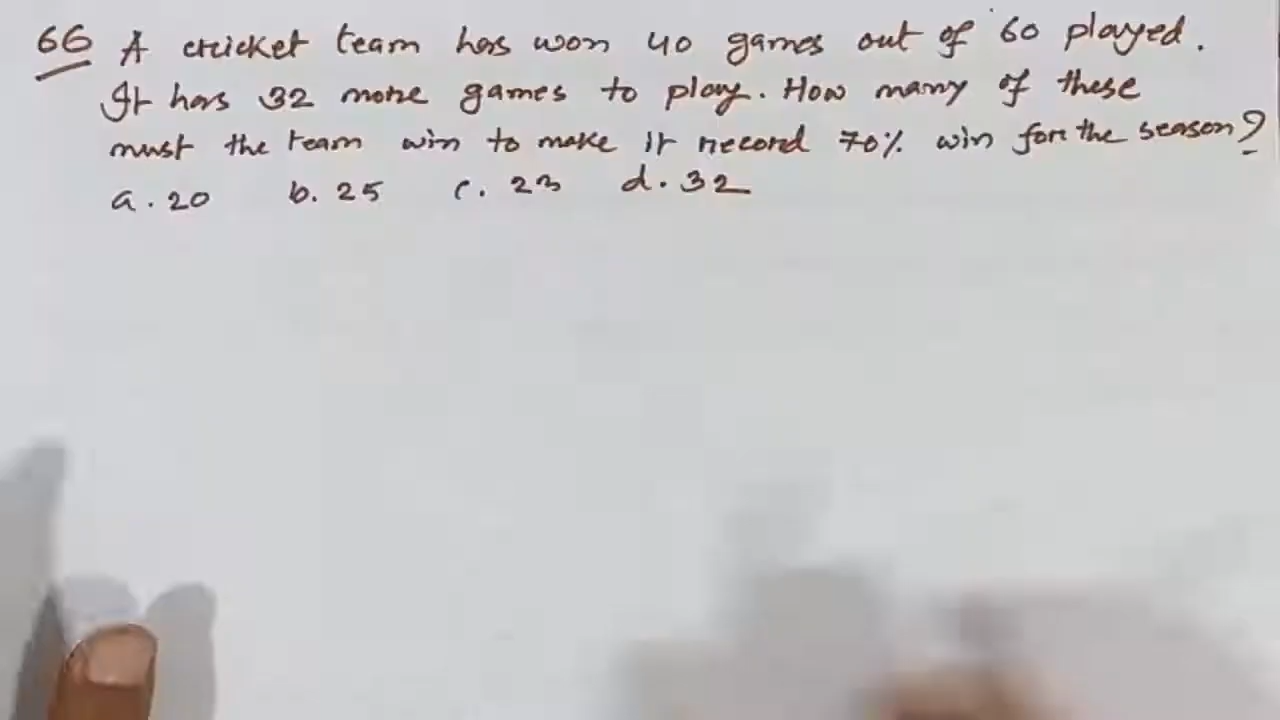 66 A cricket team has won 40 games out of 60 played.
It has 32 more games to play. How many of these
must the team win to make it record 70% win for the season?
a. 20 b. 25 c. 23 d. 32